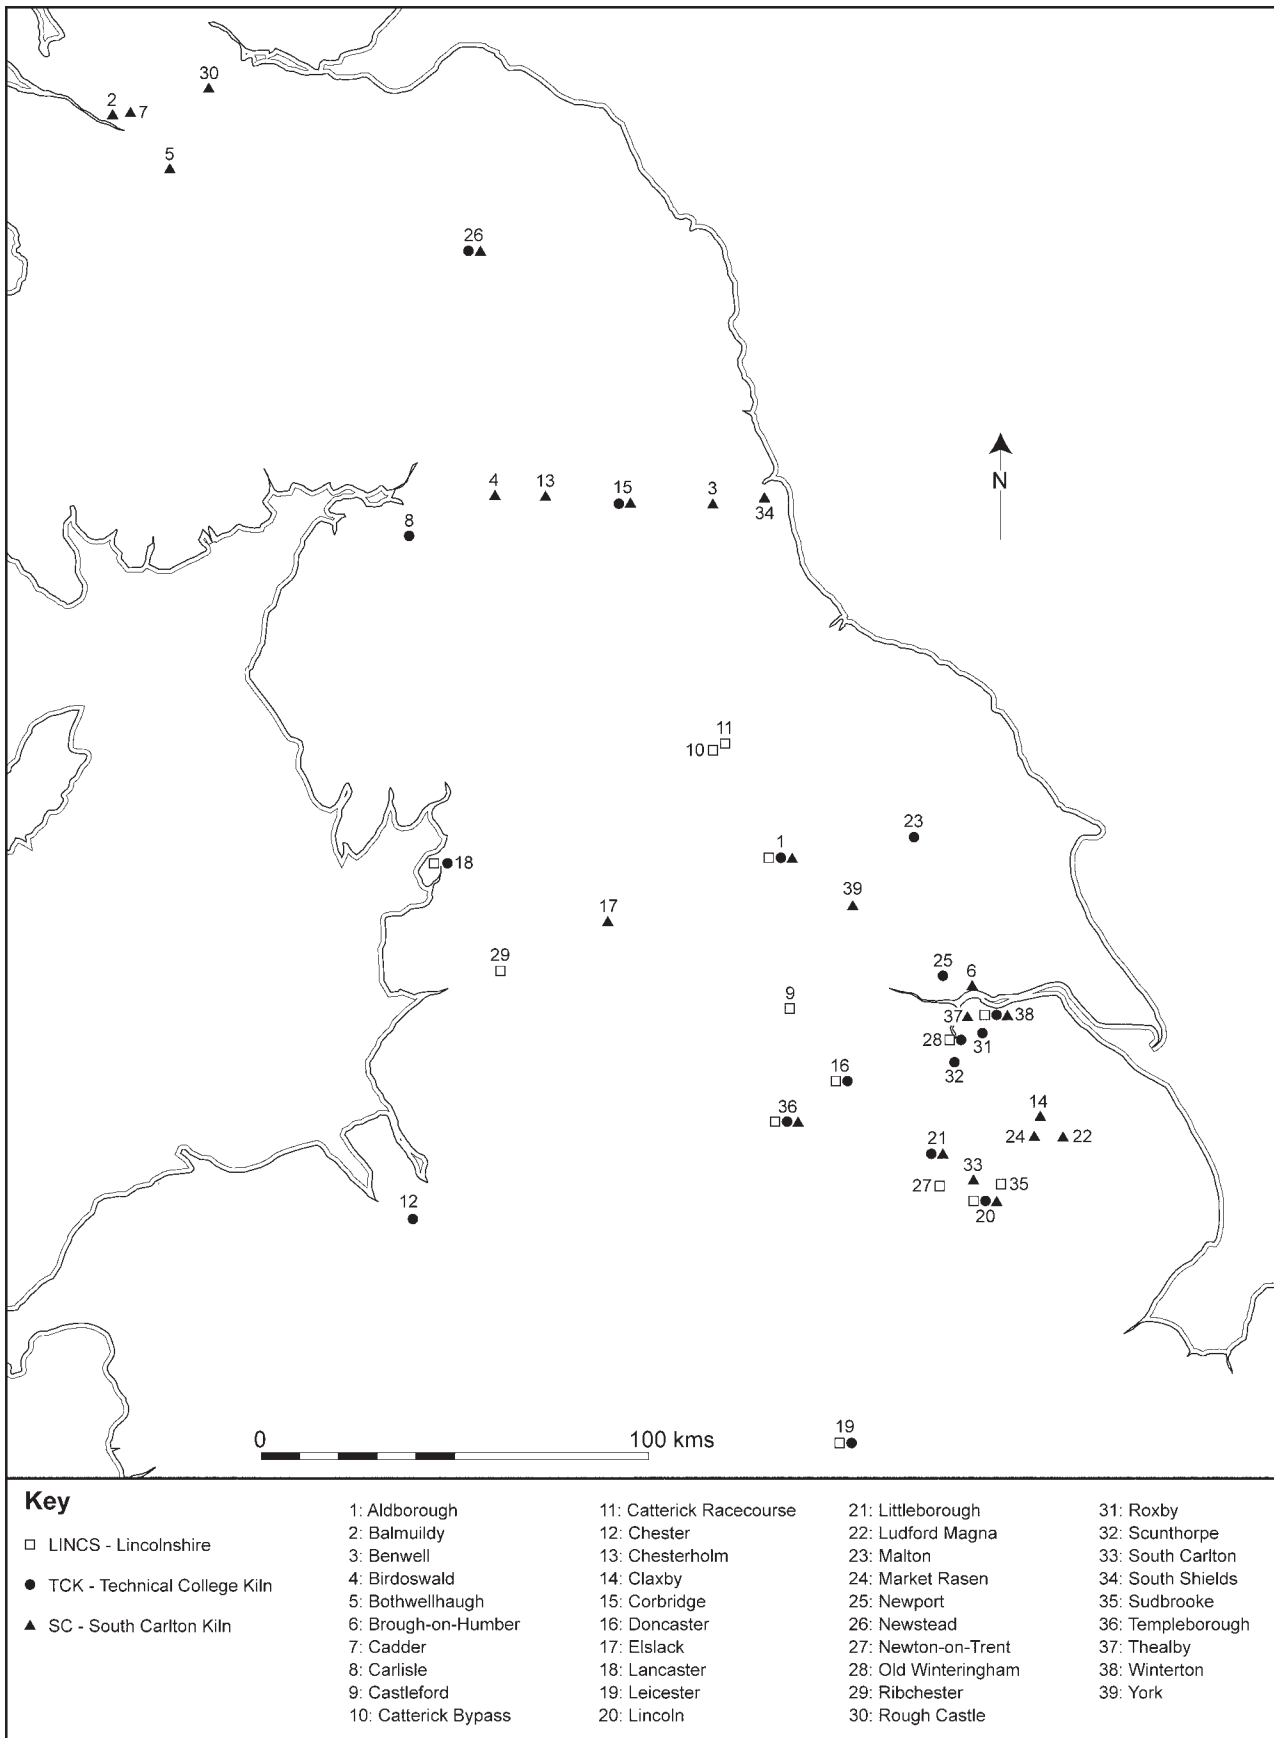 30
2
7
5
26
4
13
15
3
34
8
N
11
10
23
1
18
39
17
29
25
6
9
37
38
28
31
32
16
14
36
24
22
21
33
27
35
20
12
19
0
100 kms
Key
LINCS - Lincolnshire
TCK - Technical College Kiln
SC - South Carlton Kiln
1: Aldborough
2: Balmuildy
3: Benwell
4: Birdoswald
5: Bothwellhaugh
6: Brough-on-Humber
7: Cadder
8: Carlisle
9: Castleford
10: Catterick Bypass
11: Catterick Racecourse
12: Chester
13: Chesterholm
14: Claxby
15: Corbridge
16: Doncaster
17: Elslack
18: Lancaster
19: Leicester
20: Lincoln
21: Littleborough
22: Ludford Magna
23: Malton
24: Market Rasen
25: Newport
26: Newstead
27: Newton-on-Trent
28: Old Winteringham
29: Ribchester
30: Rough Castle
31: Roxby
32: Scunthorpe
33: South Carlton
34: South Shields
35: Sudbrooke
36: Templeborough
37: Thealby
38: Winterton
39: York